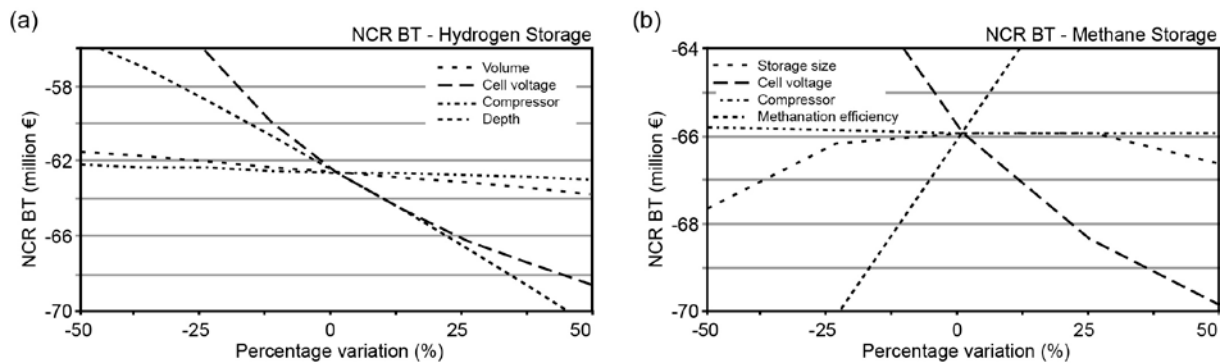 (a)
NCR BT - Hydrogen Storage
Volume
Cell voltage
Compressor
Depth
NCR BT (million €)
-58
-62
-66
-70
-50
-25
0
25
50
Percentage variation (%)
(b)
NCR BT - Methane Storage
Storage size
Cell voltage
Compressor
Methanation efficiency
NCR BT (million €)
-64
-66
-68
-70
-50
-25
0
25
50
Percentage variation (%)